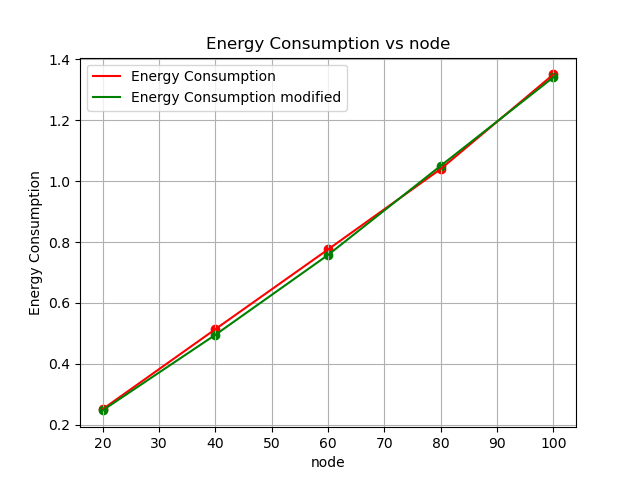 Energy Consumption vs node
Energy Consumption
Energy Consumption modified
Energy Consumption
1.4
1.2
1.0
0.8
0.6
0.4
0.2
20 30 40 50 60 70 80 90 100
node